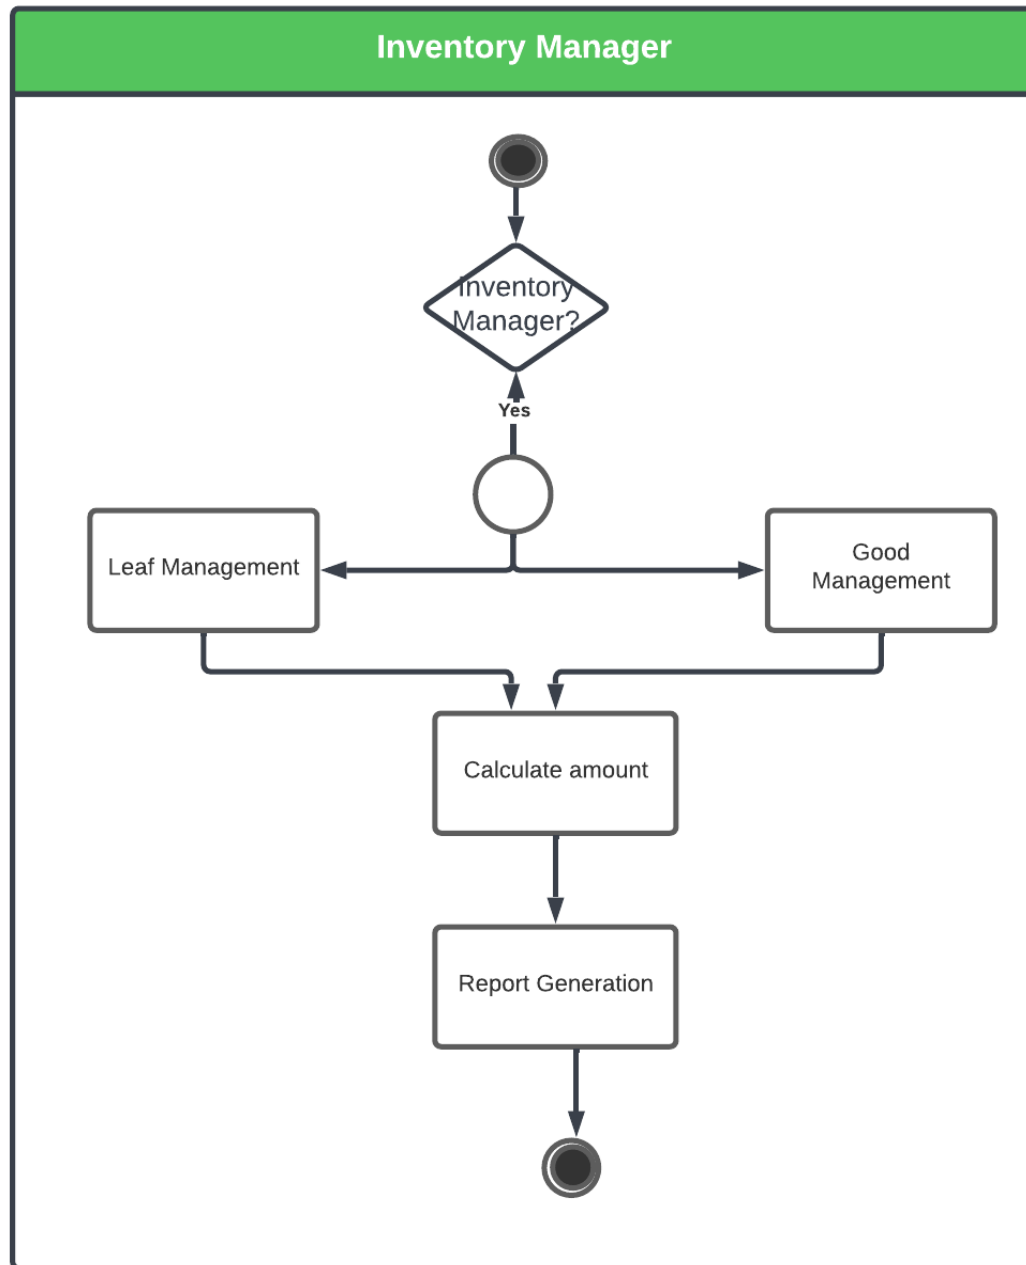 Inventory Manager
Inventory
Manager?
Yes
Leaf Management
Good
Management
Calculate amount
Report Generation